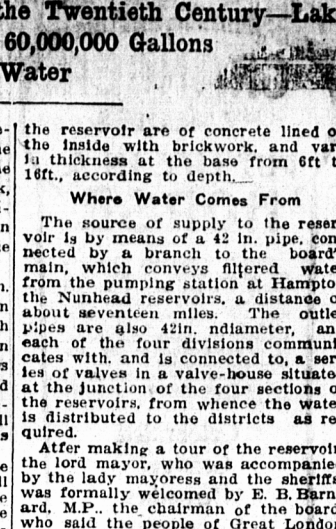 the Twentieth Century—Lak
60,000,000 Gallons
Water
the reservoir are of concrete lined o
the inside with brickwork, and var
in thickness at the base from 6ft t
16ft., according to depth.
Where Water Comes From
The source of supply to the reser
voir is by means of a 42 in. pipe, con
nected by a branch to the board'
main, which conveys filtered wate
from the pumping station at Hampto
the Nunhead reservoirs, a distance o
about seventeen miles. The outle
pipes are also 42in. ndiameter, an
each of the four divisions communi
cates with. and is connected to, a ser
ies of valves in a valve-house situate
at the junction of the four sections o
the reservoirs, from whence the wate
is distributed to the districts as re
quired.
Atfer making a tour of the reservoir
the lord mayor, who was accompanie
by the lady mayoress and the sheriffs
was formally welcomed by E. B. Barn
ard, M.P., the chairman of the board
who said the people of Great Lond